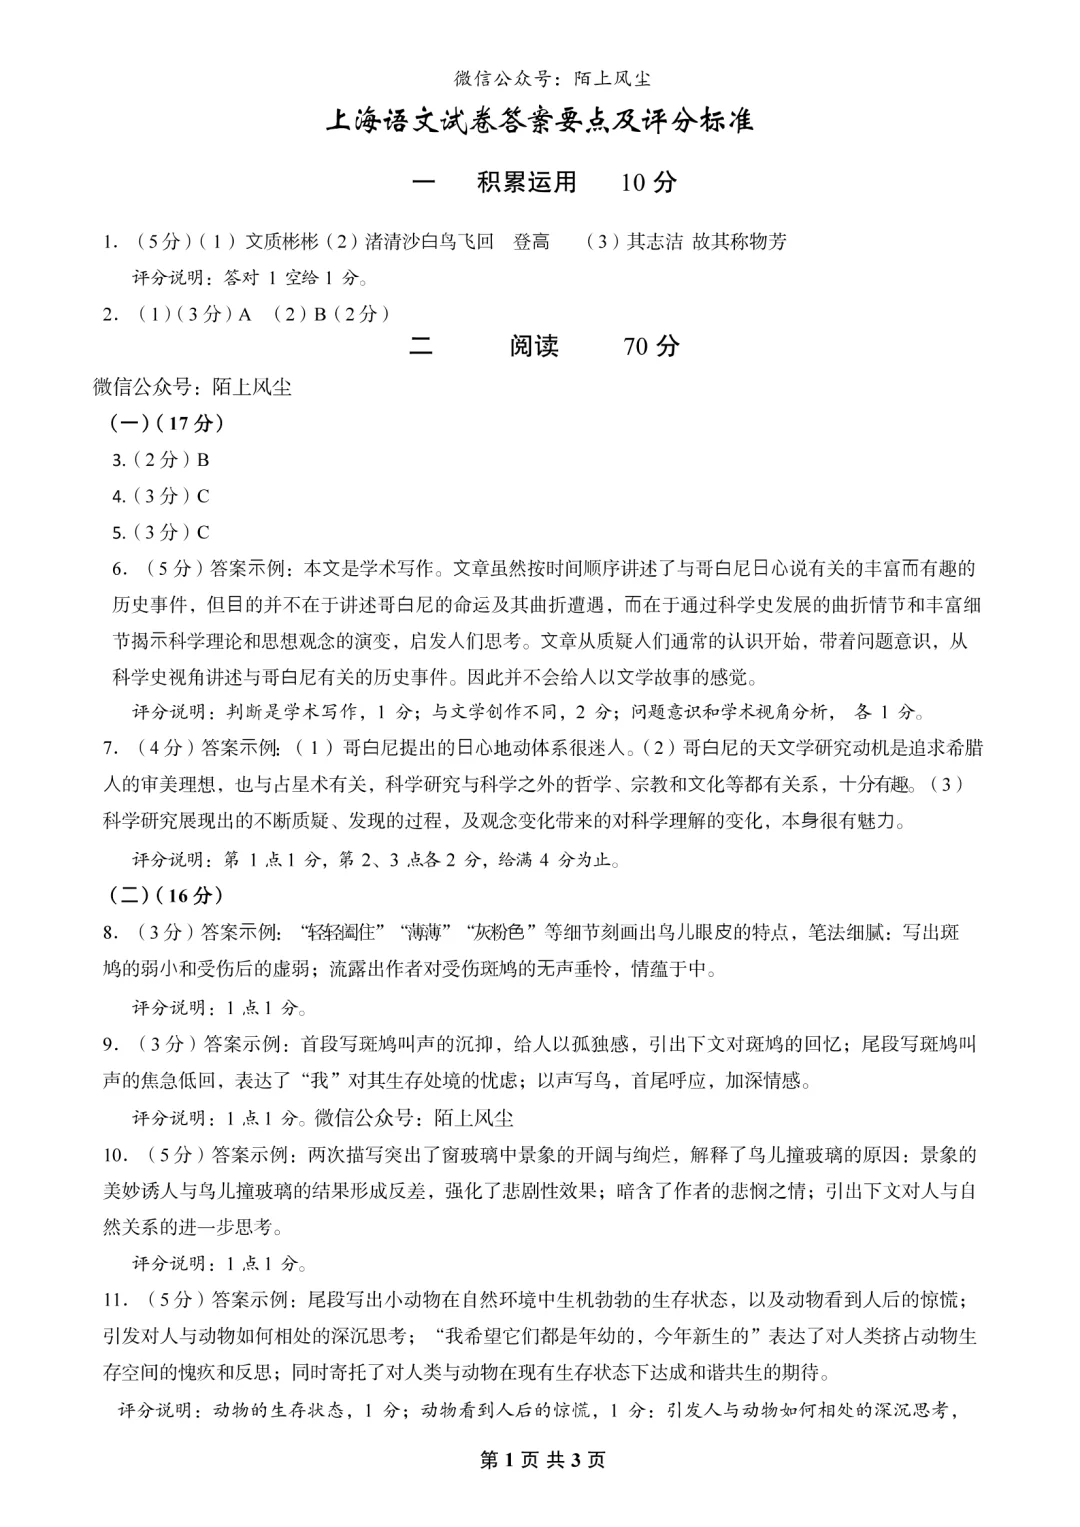 微信公众号：陌上风尘
上海语文试卷答案要点及评分标准
一 积累运用 10 分
1.（5 分）（1）文质彬彬（2）渚清沙白鸟飞回 登高 （3）其志洁 故其称物芳
评分说明：答对 1 空给 1 分。
2.（1）（3 分）A （2）B（2 分）
二 阅读 70 分
微信公众号：陌上风尘
（一）（17 分）
3.（2 分）B
4.（3 分）C
5.（3 分）C
6.（5 分）答案示例：本文是学术写作。文章虽然按时间顺序讲述了与哥白尼日心说有关的丰富而有趣的
历史事件，但目的并不在于讲述哥白尼的命运及其曲折遭遇，而在于通过科学史发展的曲折情节和丰富细
节揭示科学理论和思想观念的演变，启发人们思考。文章从质疑人们通常的认识开始，带着问题意识，从
科学史视角讲述与哥白尼有关的历史事件。因此并不会给人以文学故事的感觉。
评分说明：判断是学术写作，1 分；与文学创作不同，2 分；问题意识和学术视角分析， 各 1 分。
7.（4 分）答案示例：（1）哥白尼提出的日心地动体系很迷人。（2）哥白尼的天文学研究动机是追求希腊
人的审美理想，也与占星术有关，科学研究与科学之外的哲学、宗教和文化等都有关系，十分有趣。（3）
科学研究展现出的不断质疑、发现的过程，及观念变化带来的对科学理解的变化，本身很有魅力。
评分说明：第 1 点 1 分，第 2、3 点各 2 分，给满 4 分为止。
（二）（16 分）
8.（3 分）答案示例：“轻轻阖住”“薄薄”“灰粉色”等细节刻画出鸟儿眼皮的特点，笔法细腻：写出斑
鸠的弱小和受伤后的虚弱；流露出作者对受伤斑鸠的无声垂怜，情蕴于中。
评分说明：1 点 1 分。
9.（3 分）答案示例：首段写斑鸠叫声的沉抑，给人以孤独感，引出下文对斑鸠的回忆；尾段写斑鸠叫
声的焦急低回，表达了“我”对其生存处境的忧虑；以声写鸟，首尾呼应，加深情感。
评分说明：1 点 1 分。微信公众号：陌上风尘
10.（5 分）答案示例：两次描写突出了窗玻璃中景象的开阔与绚烂，解释了鸟儿撞玻璃的原因：景象的
美妙诱人与鸟儿撞玻璃的结果形成反差，强化了悲剧性效果；暗含了作者的悲悯之情；引出下文对人与自
然关系的进一步思考。
评分说明：1 点 1 分。
11.（5 分）答案示例：尾段写出小动物在自然环境中生机勃勃的生存状态，以及动物看到人后的惊慌；
引发对人与动物如何相处的深沉思考；“我希望它们都是年幼的，今年新生的”表达了对人类挤占动物生
存空间的愧疚和反思；同时寄托了对人类与动物在现有生存状态下达成和谐共生的期待。
评分说明：动物的生存状态，1 分；动物看到人后的惊慌，1 分：引发人与动物如何相处的深沉思考，
第 1 页 共 3 页